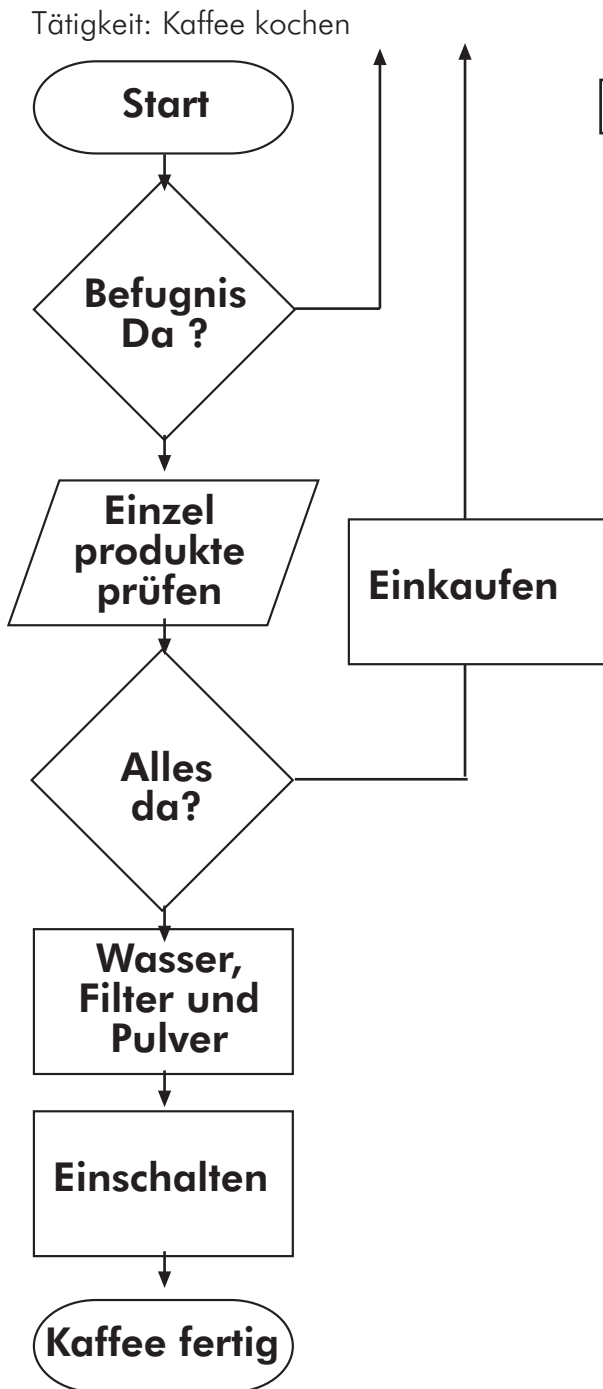 Tätigkeit: Kaffee kochen
Start
Befugnis
Da ?
Einzel
produkte
prüfen
Einkaufen
Alles
da?
Wasser,
Filter und
Pulver
Einschalten
Kaffee fertig